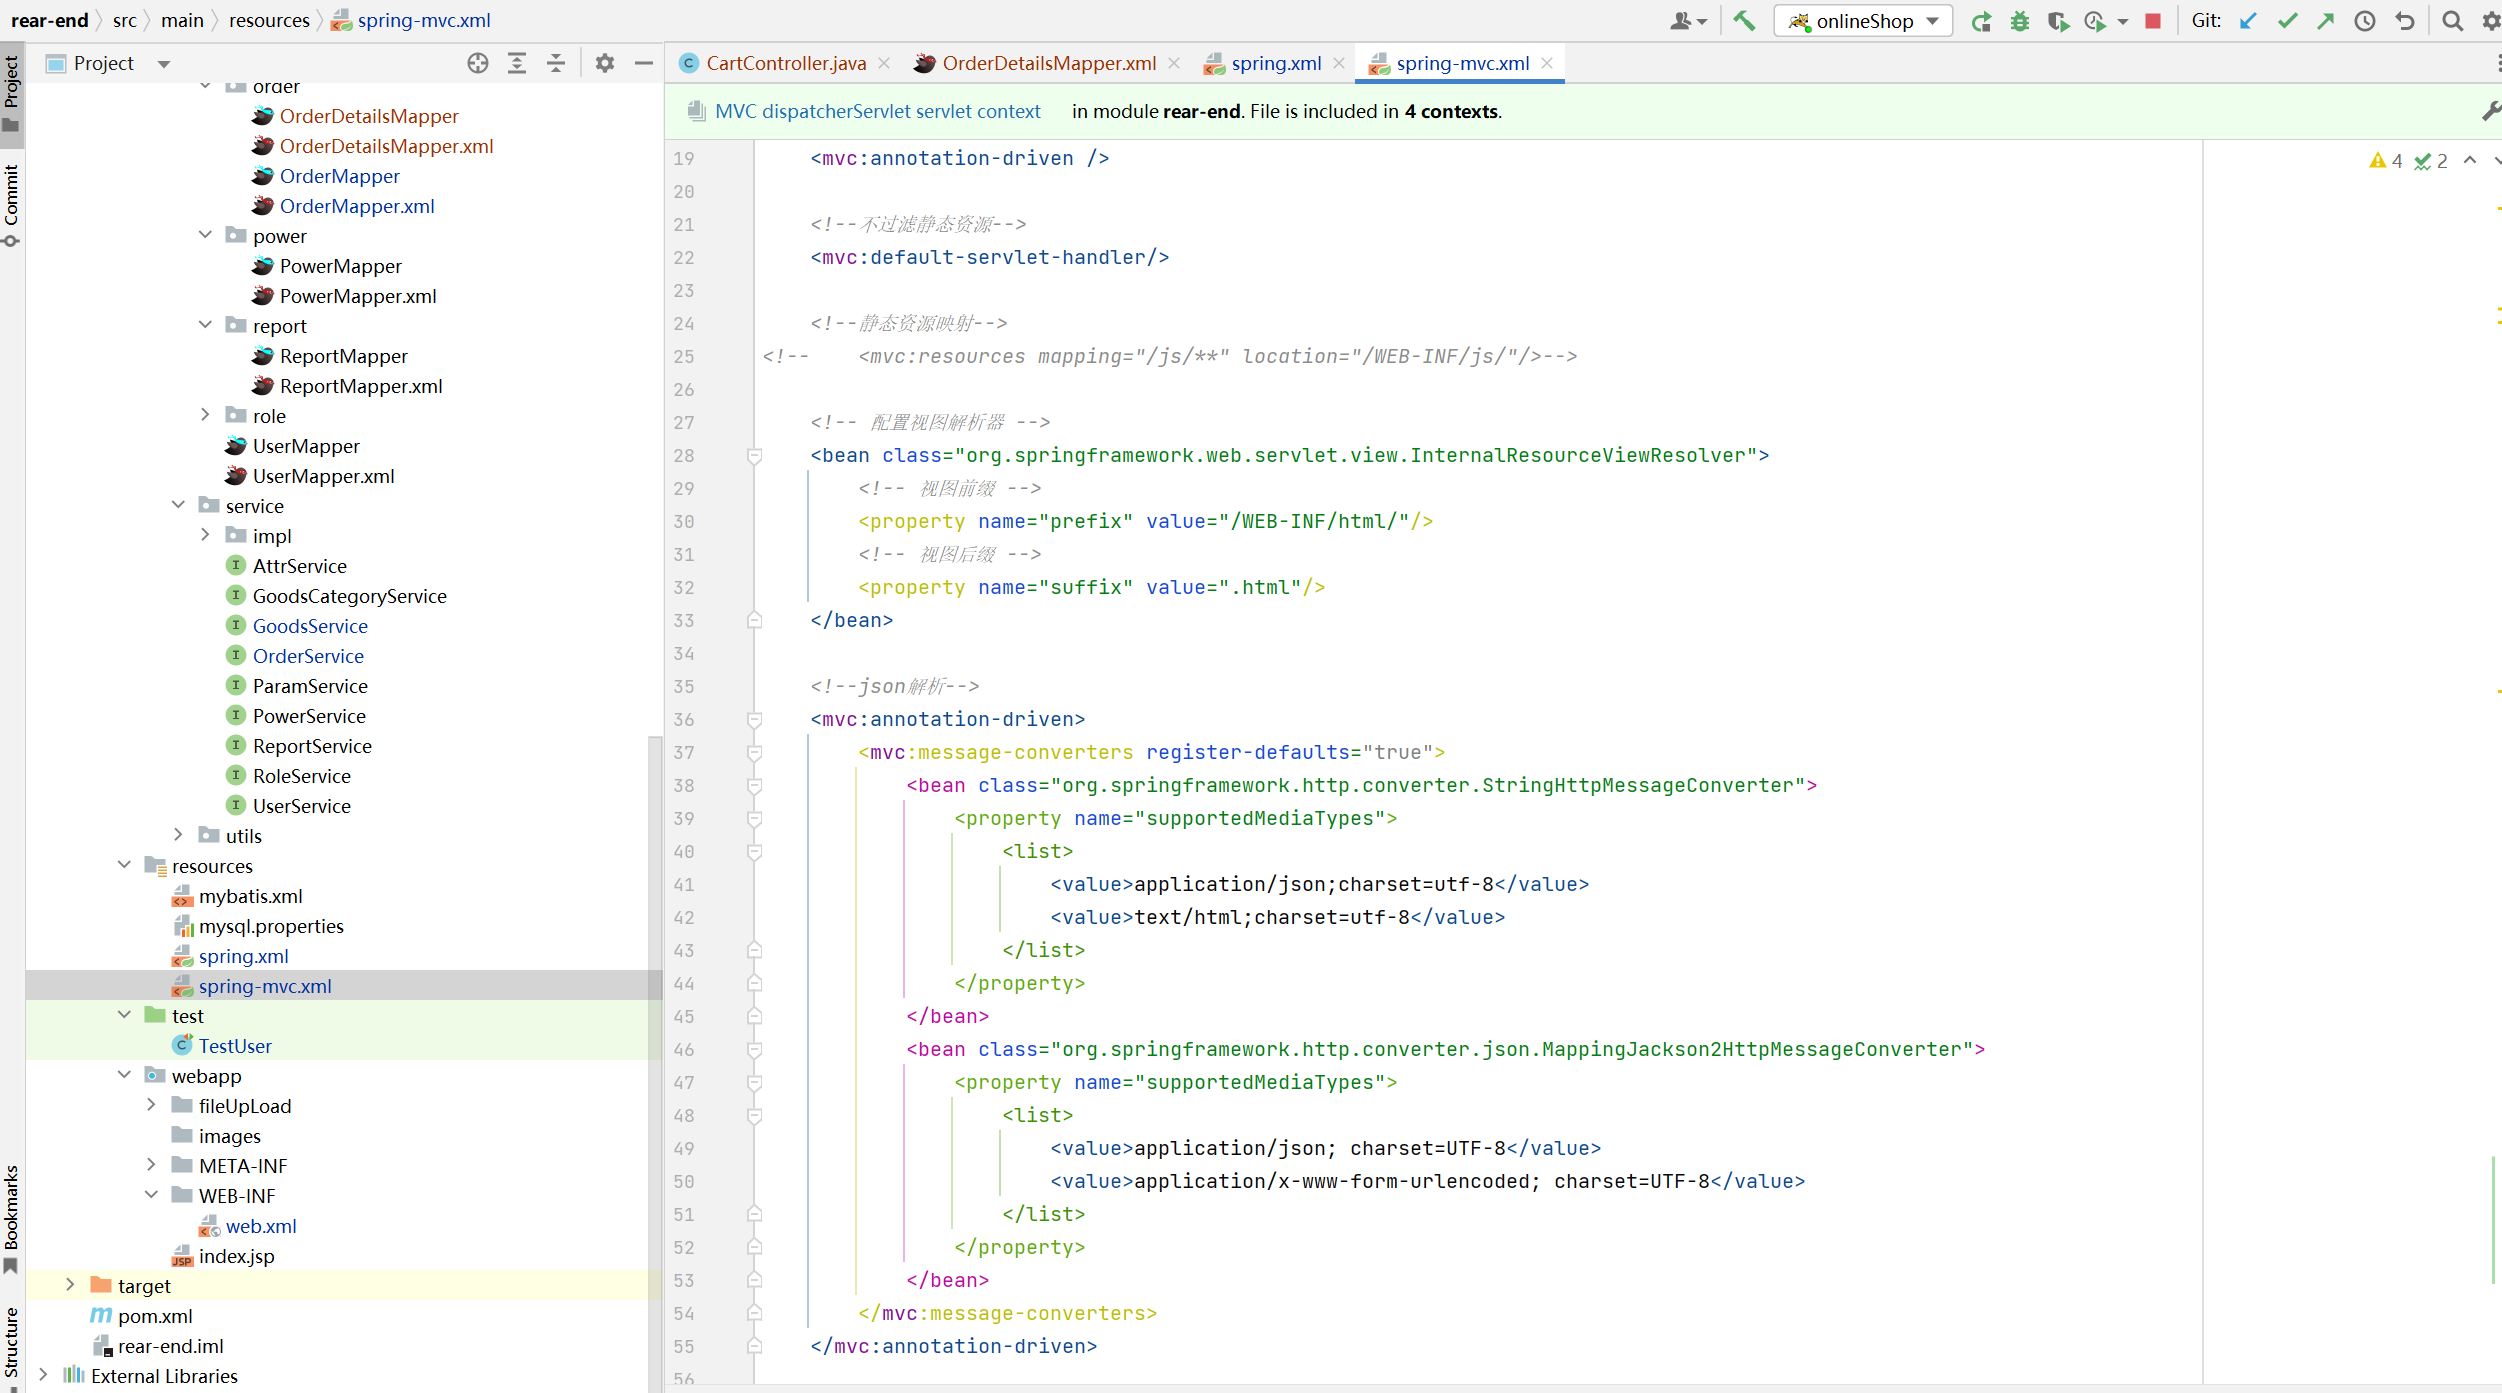 rear-end src main resources spring-mvc.xml onlineShop Git:
Project CartController.java OrderDetailsMapper.xml spring.xml spring-mvc.xml
MVC dispatcherServlet servlet context in module rear-end. File is included in 4 contexts.
Project
Commit
Bookmarks
Structure
order
OrderDetailsMapper
OrderDetailsMapper.xml
OrderMapper
OrderMapper.xml
power
PowerMapper
PowerMapper.xml
report
ReportMapper
ReportMapper.xml
role
UserMapper
UserMapper.xml
service
impl
AttrService
GoodsCategoryService
GoodsService
OrderService
ParamService
PowerService
ReportService
RoleService
UserService
utils
resources
mybatis.xml
mysql.properties
spring.xml
spring-mvc.xml
test
TestUser
webapp
fileUpLoad
images
META-INF
WEB-INF
web.xml
index.jsp
target
pom.xml
rear-end.iml
External Libraries
4 2
19 <mvc:annotation-driven />
20
21 <!--不过滤静态资源-->
22 <mvc:default-servlet-handler/>
23
24 <!--静态资源映射-->
25 <!-- <mvc:resources mapping="/js/**" location="/WEB-INF/js/"/>-->
26
27 <!-- 配置视图解析器 -->
28 <bean class="org.springframework.web.servlet.view.InternalResourceViewResolver">
29 <!-- 视图前缀 -->
30 <property name="prefix" value="/WEB-INF/html/"/>
31 <!-- 视图后缀 -->
32 <property name="suffix" value=".html"/>
33 </bean>
34
35 <!--json解析-->
36 <mvc:annotation-driven>
37 <mvc:message-converters register-defaults="true">
38 <bean class="org.springframework.http.converter.StringHttpMessageConverter">
39 <property name="supportedMediaTypes">
40 <list>
41 <value>application/json;charset=utf-8</value>
42 <value>text/html;charset=utf-8</value>
43 </list>
44 </property>
45 </bean>
46 <bean class="org.springframework.http.converter.json.MappingJackson2HttpMessageConverter">
47 <property name="supportedMediaTypes">
48 <list>
49 <value>application/json; charset=UTF-8</value>
50 <value>application/x-www-form-urlencoded; charset=UTF-8</value>
51 </list>
52 </property>
53 </bean>
54 </mvc:message-converters>
55 </mvc:annotation-driven>
56